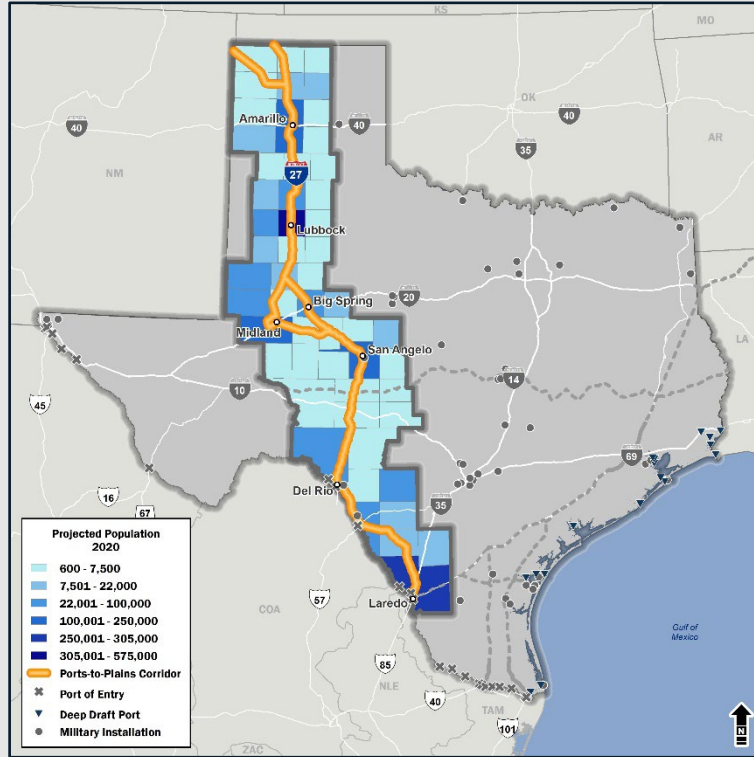 KS
MO
OK
AR
NM
LA
Amarillo
40
40
40
35
27
Lubbock
Big Spring
20
Midland
San Angelo
10
14
45
69
16
67
Del Rio
35
Laredo
COA
57
85
NLE
40
TAM
101
ZAC
Gulf of
Mexico
Projected Population
2020
600 - 7,500
7,501 - 22,000
22,001 - 100,000
100,001 - 250,000
250,001 - 305,000
305,001 - 575,000
Ports-to-Plains Corridor
Port of Entry
Deep Draft Port
Military Installation
N